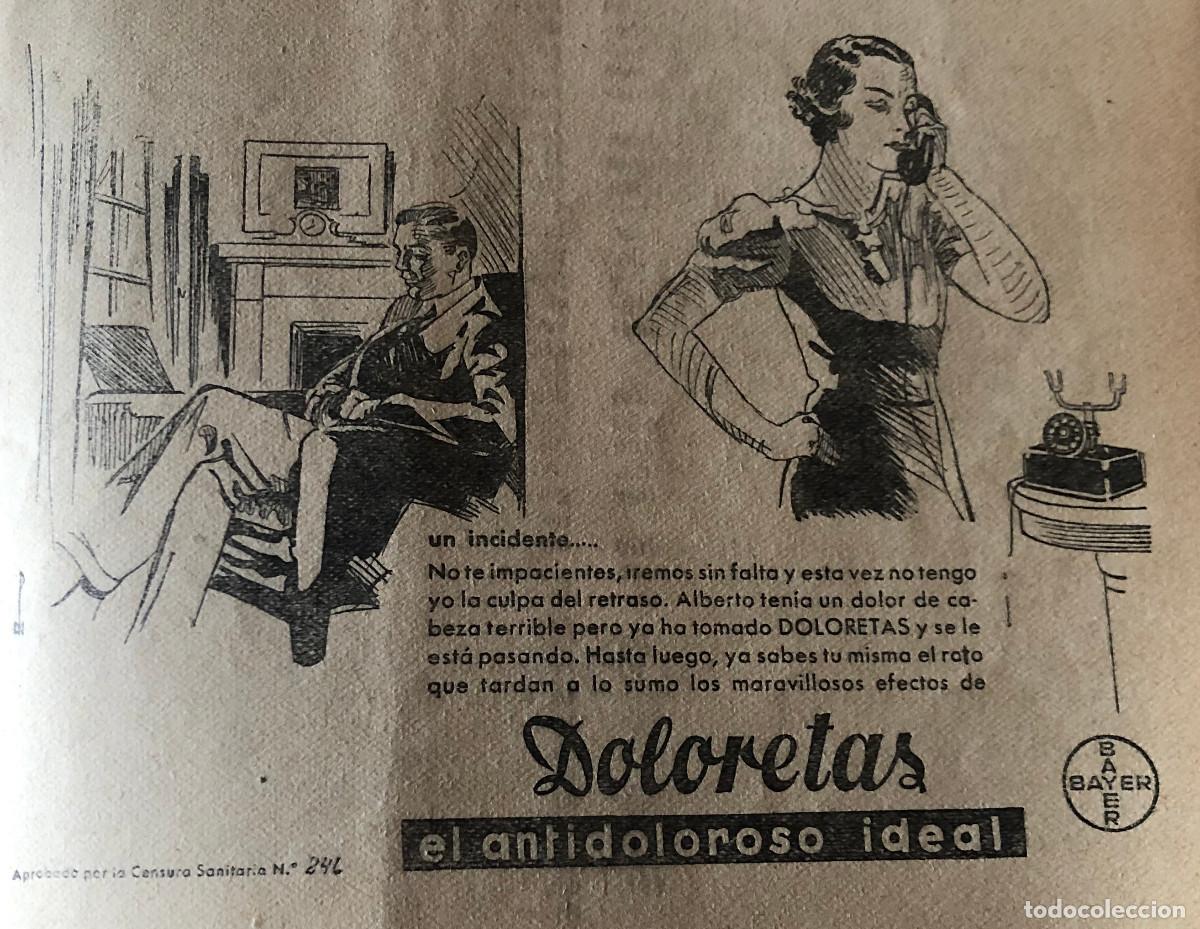 un incidente.....
No te impacientes, iremos sin falta y esta vez no tengo
yo la culpa del retraso. Alberto tenía un dolor de ca-
beza terrible pero ya ha tomado DOLORETAS y se le
está pasando. Hasta luego, ya sabes tu misma el rato
que tardan a lo sumo los maravillosos efectos de
Doloretas
BAYER
BAYER
el antidoloroso ideal
Aprobado por la Censura Sanitaria N.º 246
todocoleccion